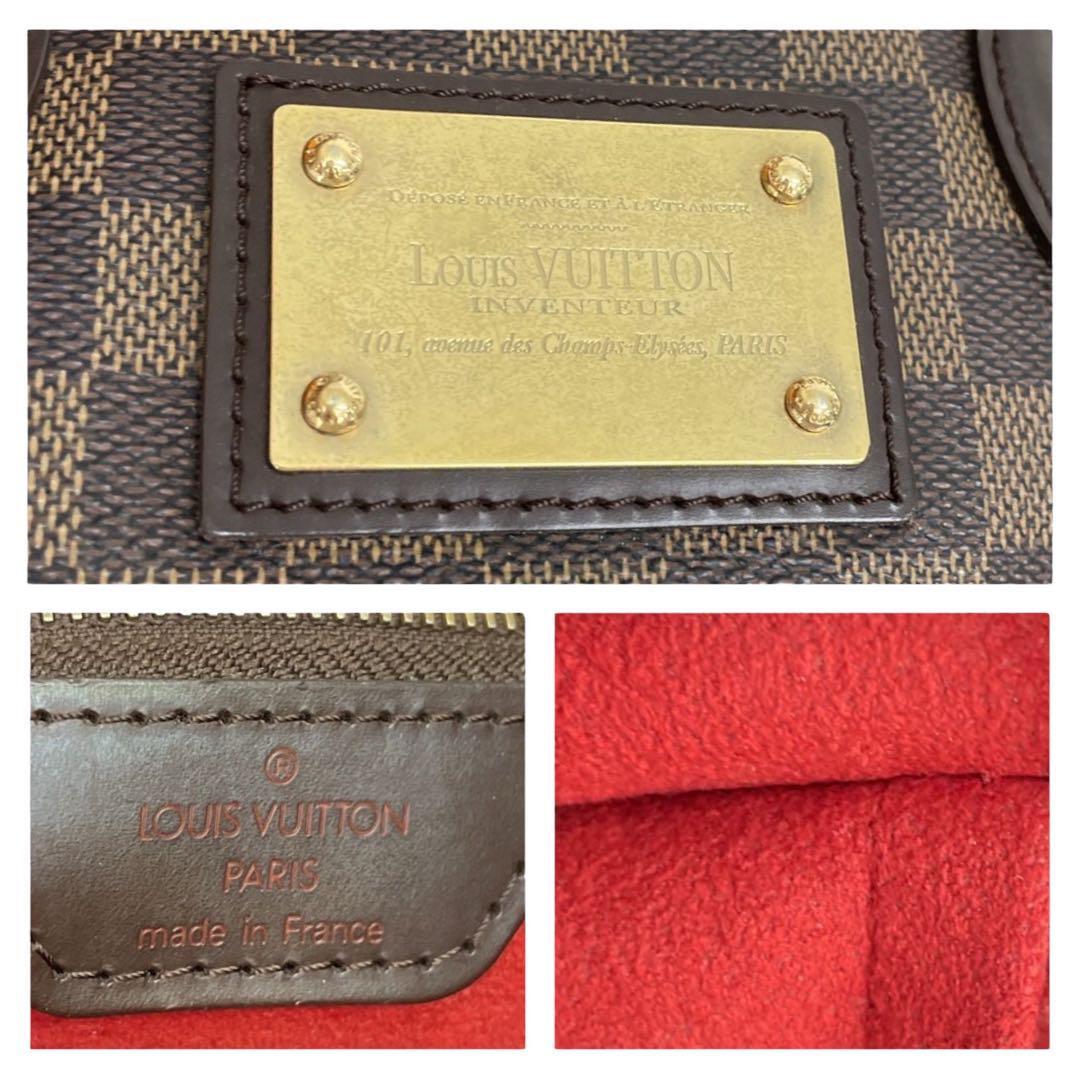 DÉPOSÉ EN FRANCE ET À L'ÉTRANGER
LOUIS VUITTON
INVENTEUR
101, avenue des Champs-Elysées, PARIS
®
LOUIS VUITTON
PARIS
made in France